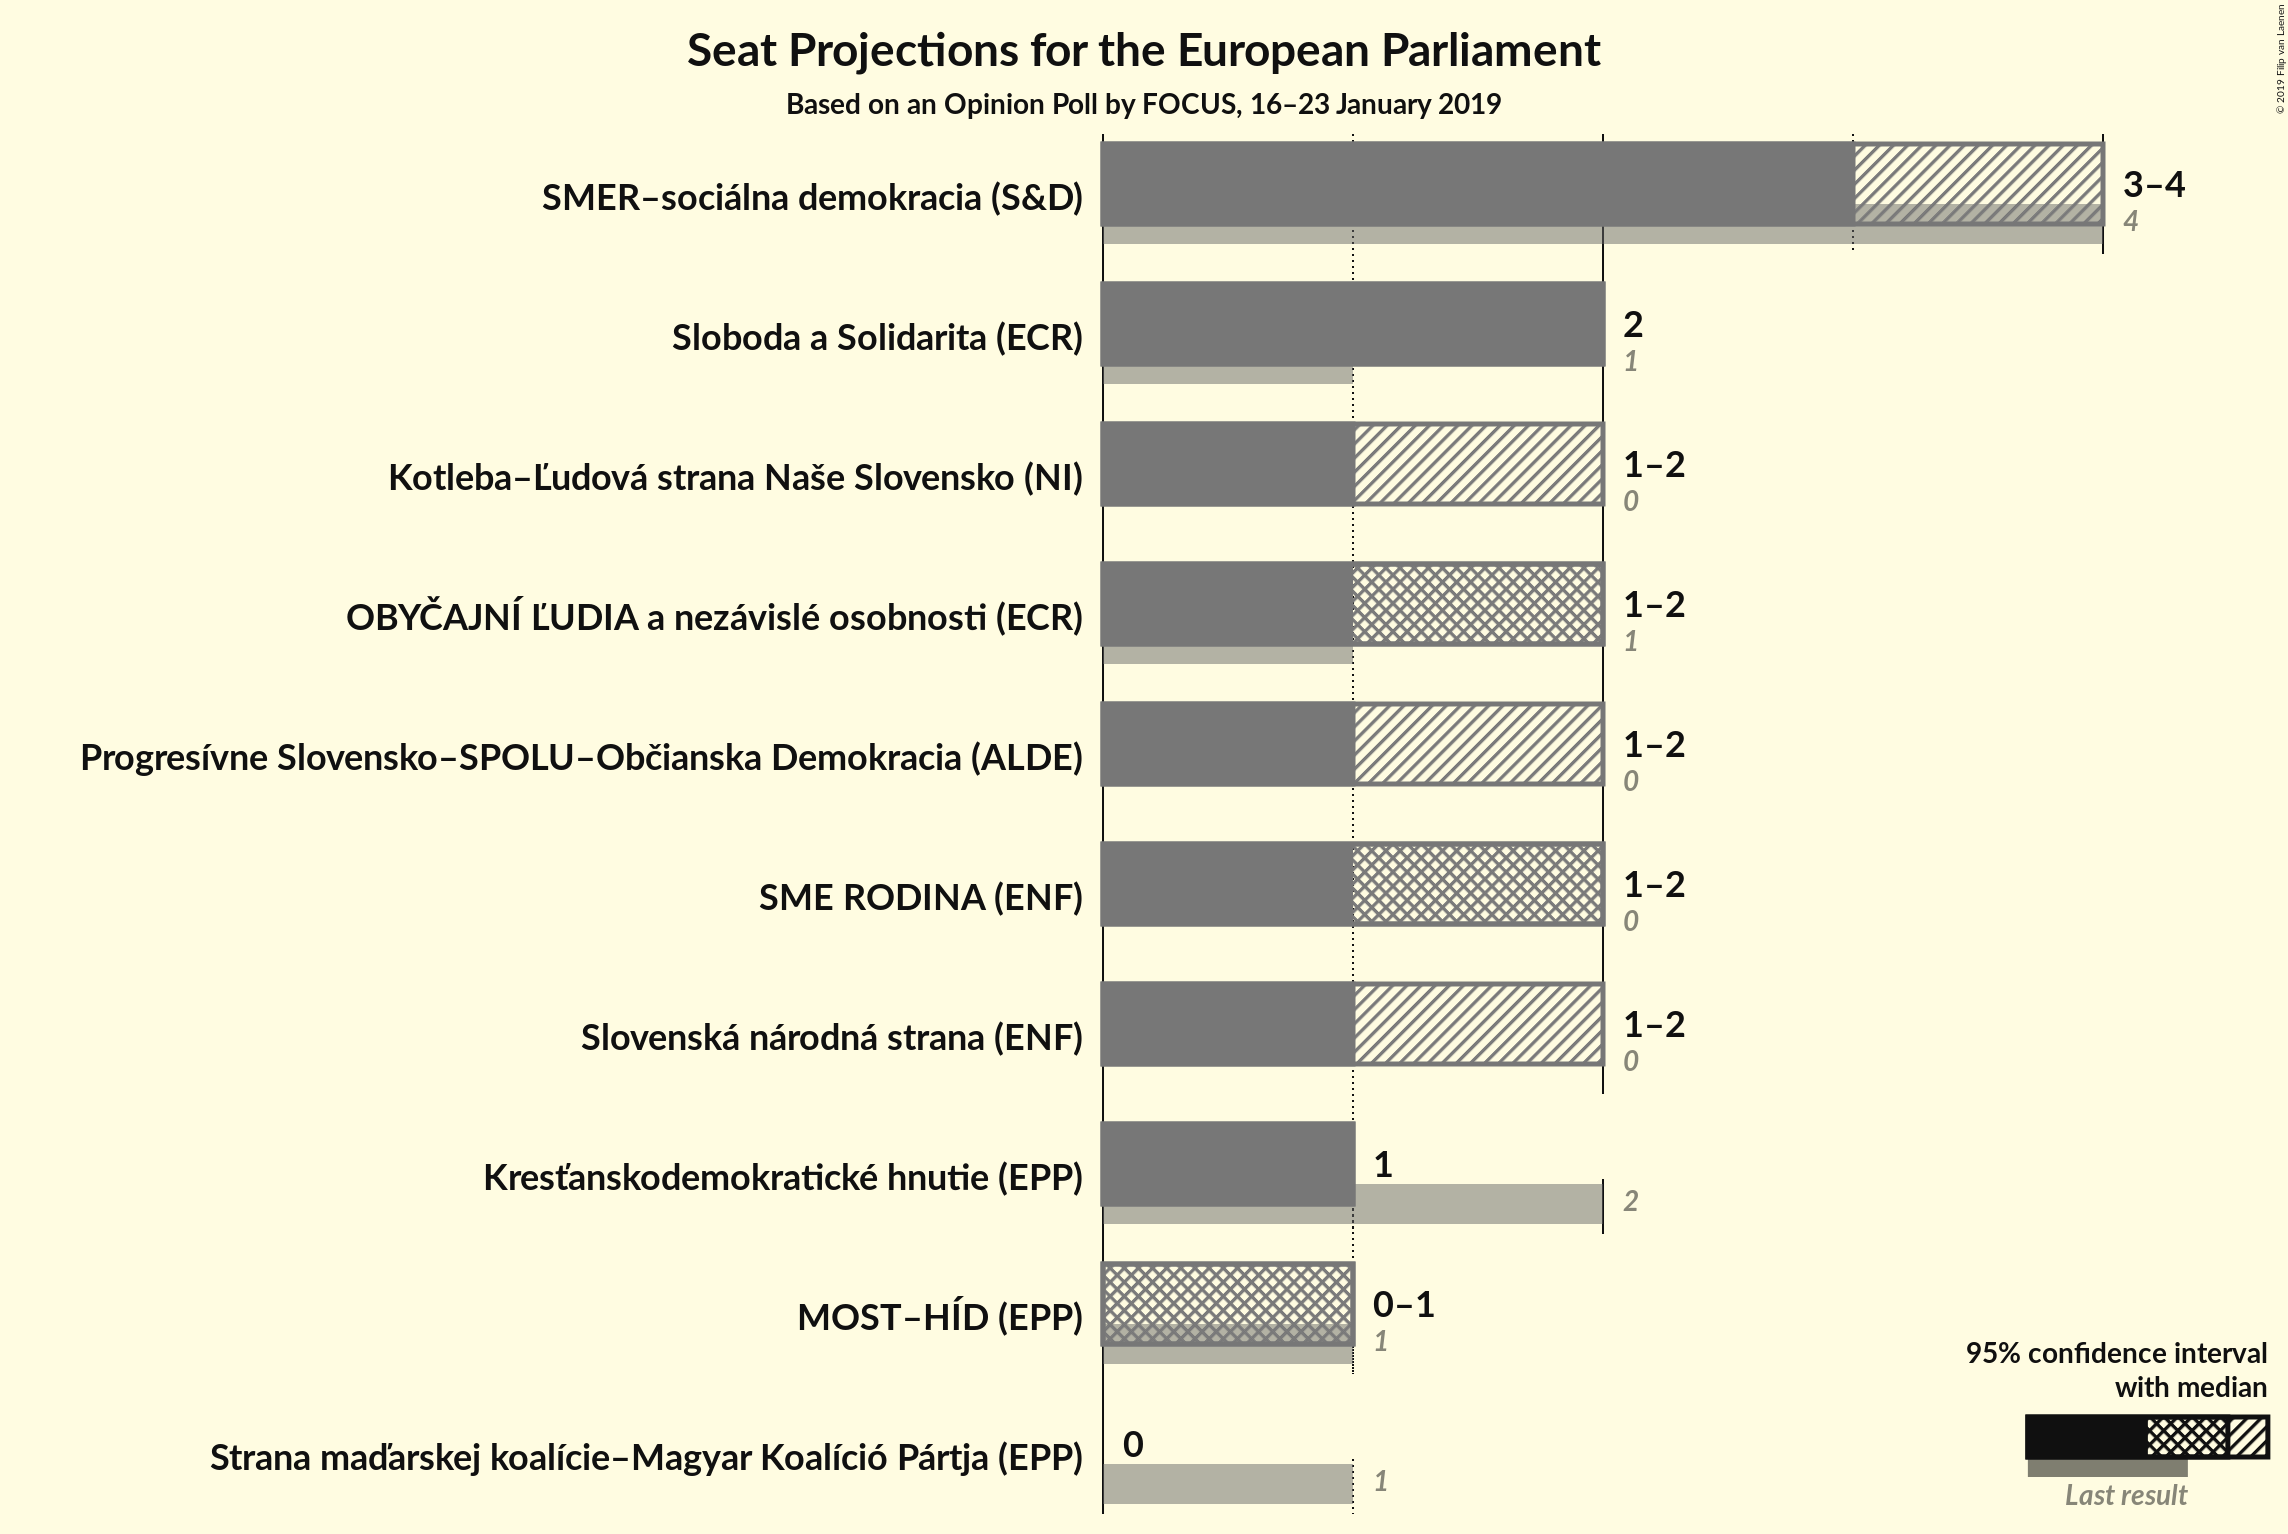 Seat Projections for the European Parliament
Based on an Opinion Poll by FOCUS, 16–23 January 2019
© 2019 Filip van Laenen
SMER–sociálna demokracia (S&D)
3–4
4
Sloboda a Solidarita (ECR)
2
1
Kotleba–Ľudová strana Naše Slovensko (NI)
1–2
0
OBYČAJNÍ ĽUDIA a nezávislé osobnosti (ECR)
1–2
1
Progresívne Slovensko–SPOLU–Občianska Demokracia (ALDE)
1–2
0
SME RODINA (ENF)
1–2
0
Slovenská národná strana (ENF)
1–2
0
Kresťanskodemokratické hnutie (EPP)
1
2
MOST–HÍD (EPP)
0–1
1
Strana maďarskej koalície–Magyar Koalíció Pártja (EPP)
0
1
95% confidence interval
with median
Last result